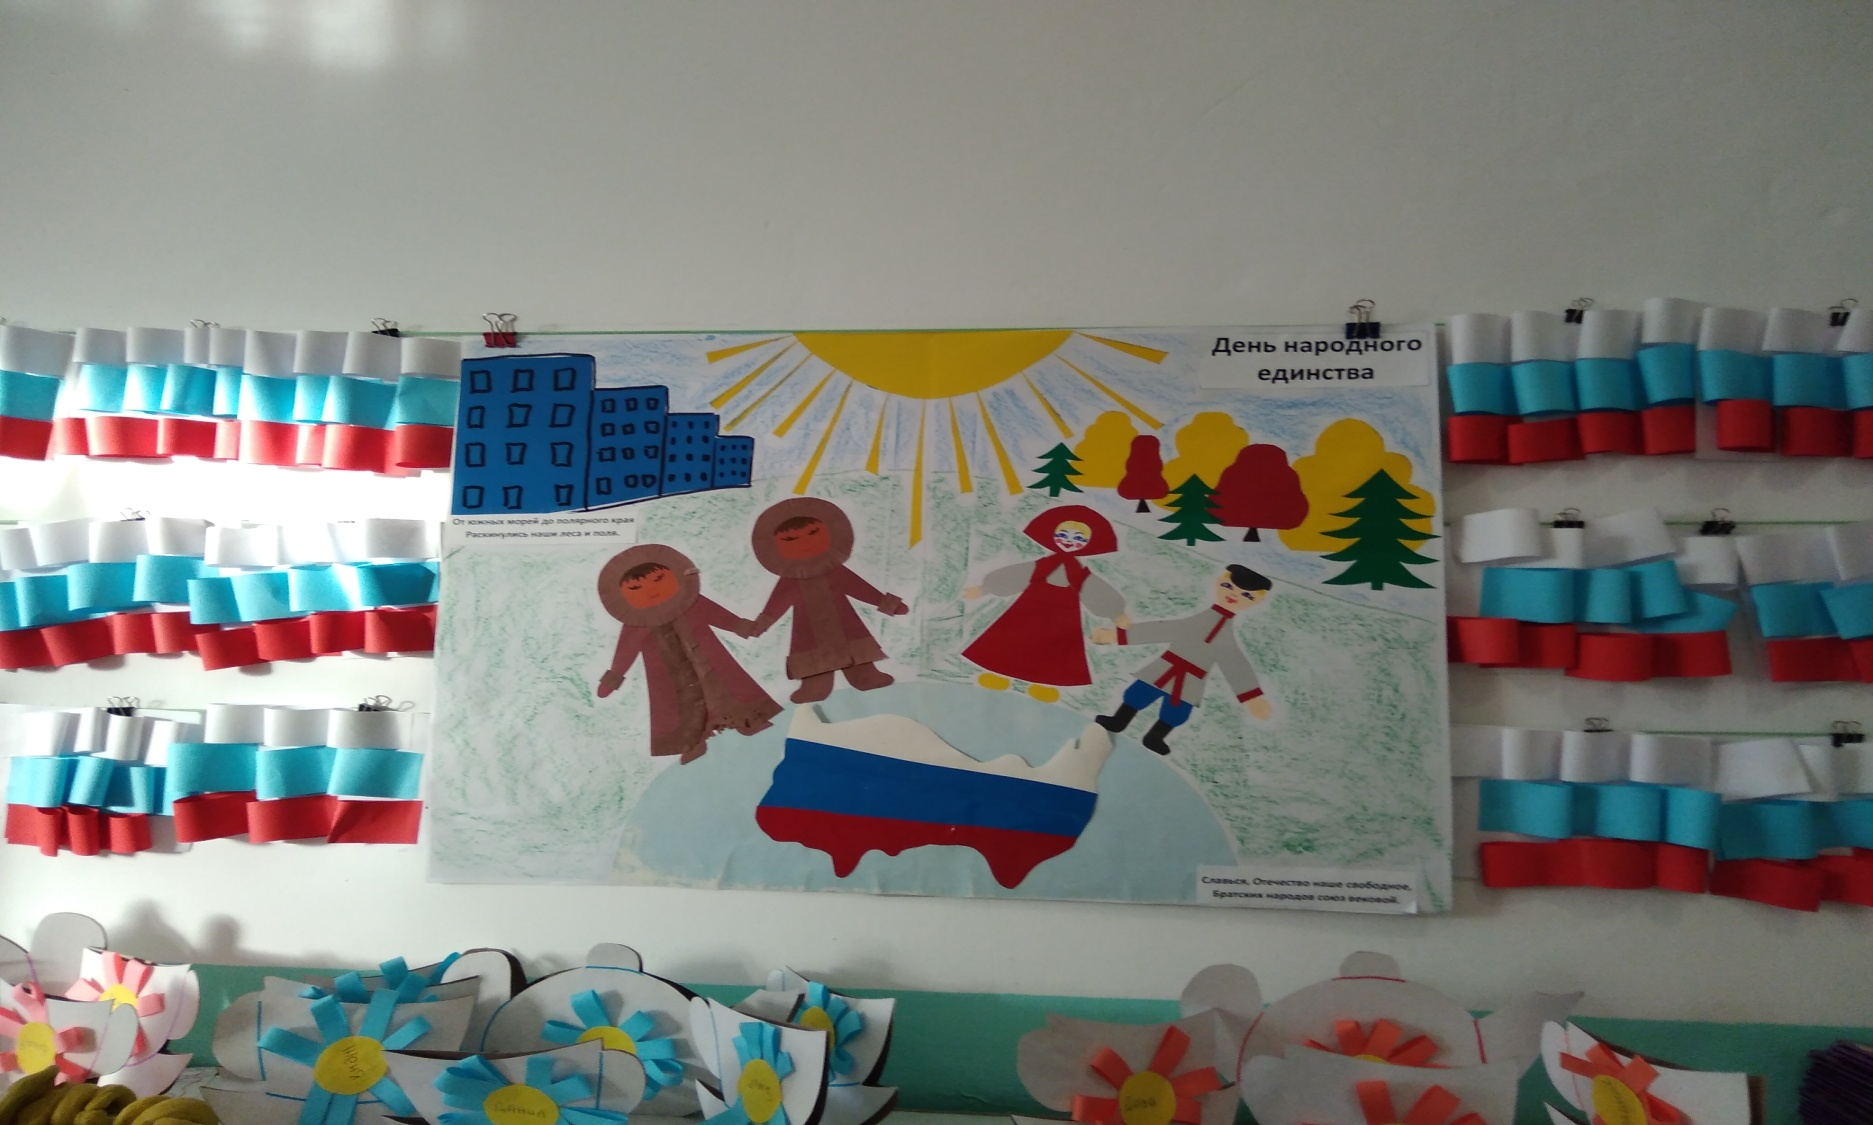 День народного
единства
От южных морей до полярного края
Раскинулись наши леса и поля.
Славься, Отечество наше свободное,
Братских народов союз вековой.
Данил